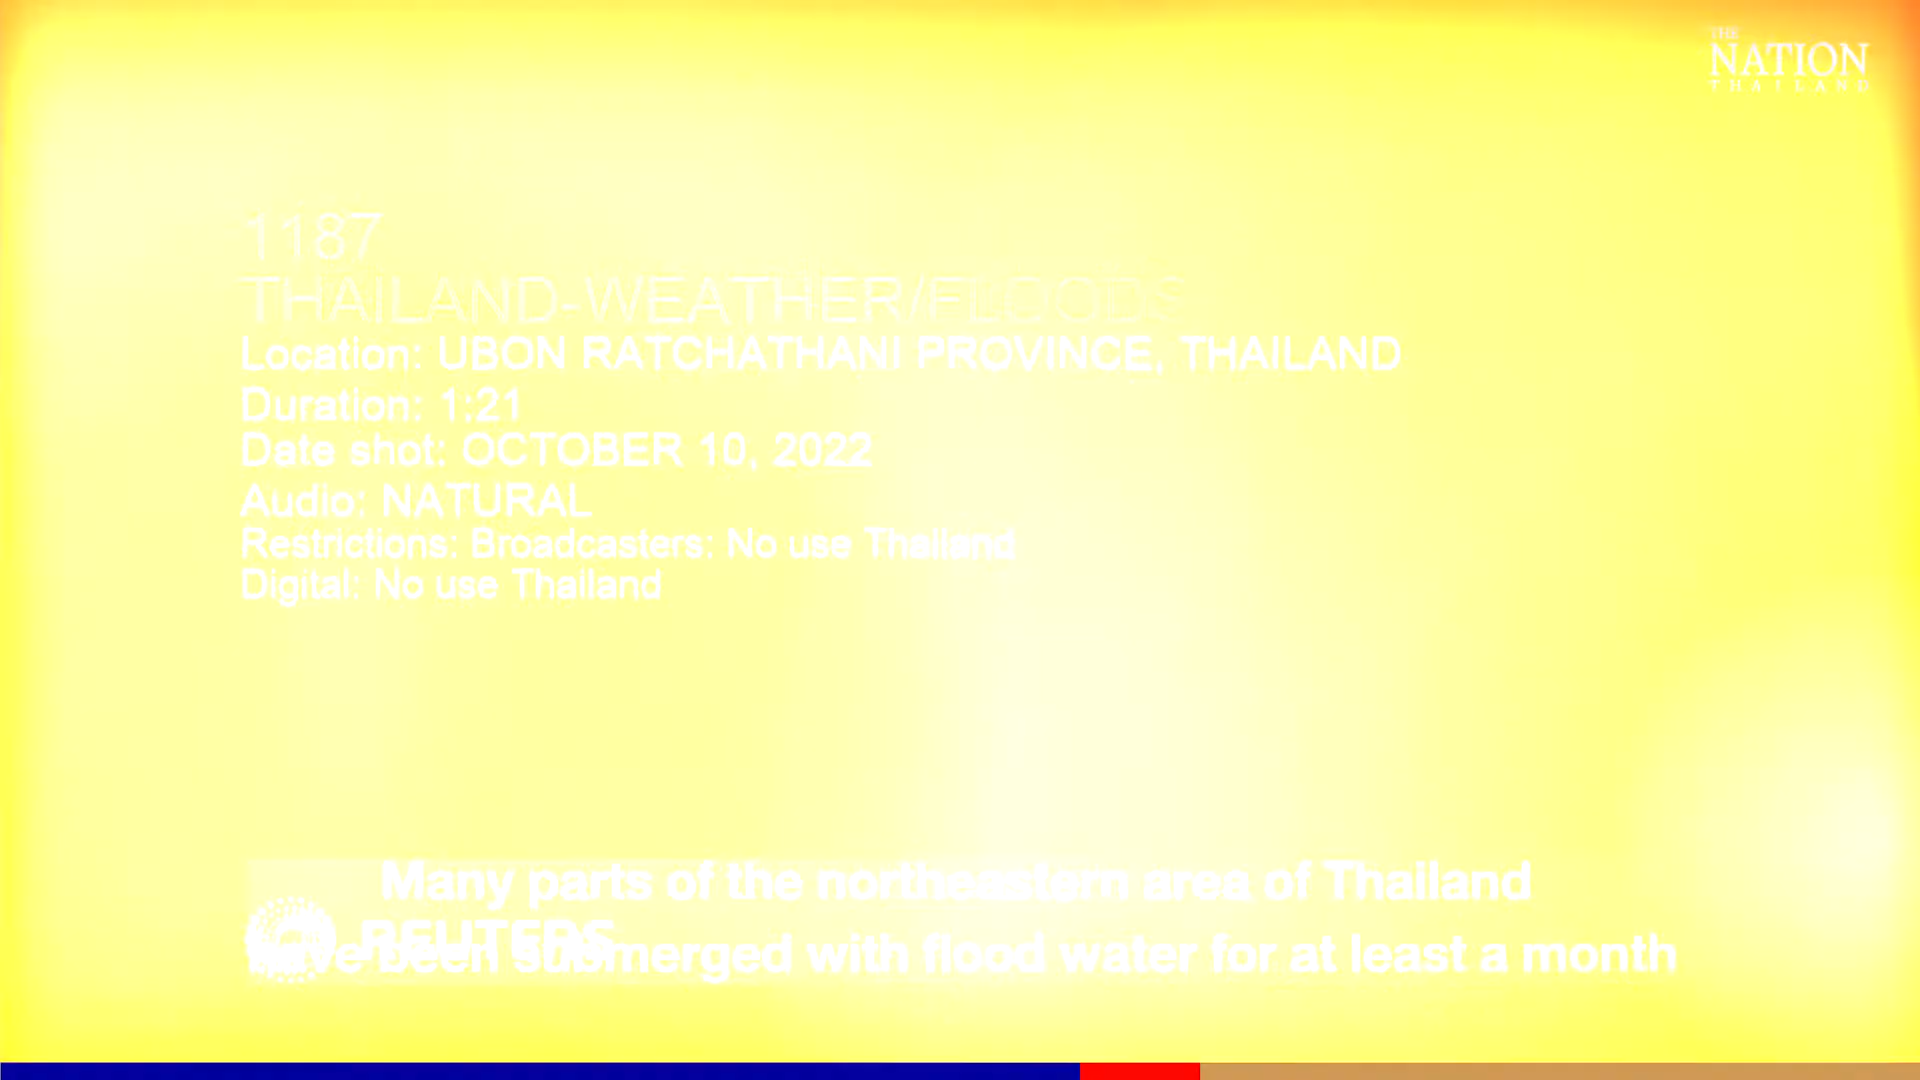 THE
NATION
THAILAND
1187
THAILAND-WEATHER/FLOODS
Location: UBON RATCHATHANI PROVINCE, THAILAND
Duration: 1:21
Date shot: OCTOBER 10, 2022
Audio: NATURAL
Restrictions: Broadcasters: No use Thailand
Digital: No use Thailand
Many parts of the northeastern area of Thailand
REUTERS
have been submerged with flood water for at least a month